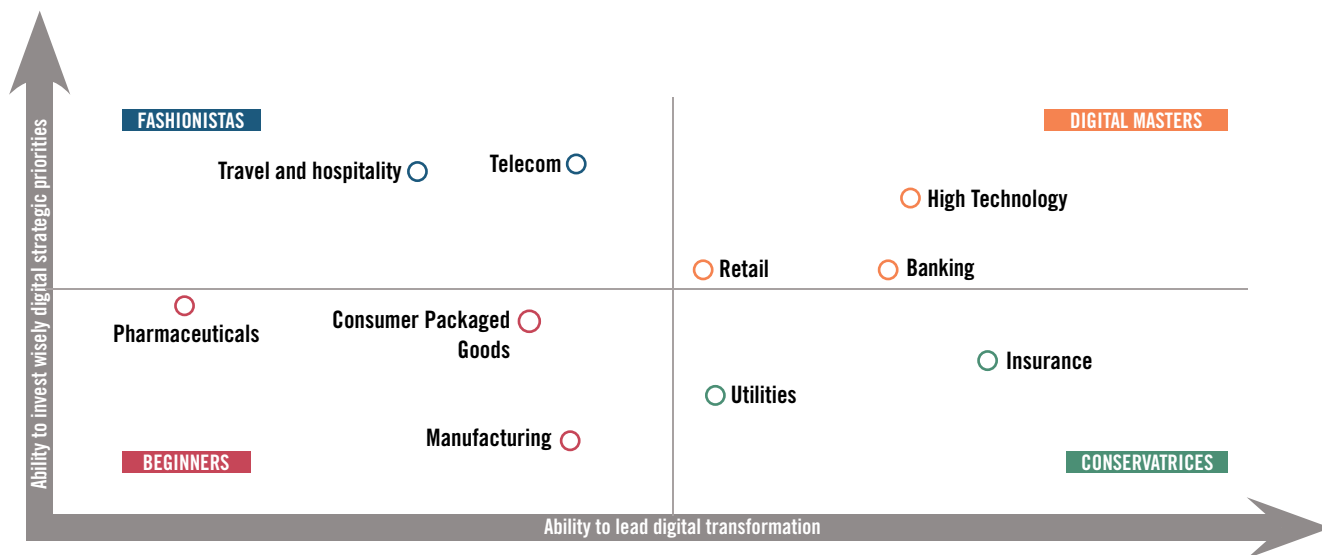 Ability to invest wisely digital strategic priorities
FASHIONISTAS
DIGITAL MASTERS
Travel and hospitality
Telecom
High Technology
Retail
Banking
Pharmaceuticals
Consumer Packaged
Goods
Insurance
Utilities
Manufacturing
BEGINNERS
CONSERVATRICES
Ability to lead digital transformation